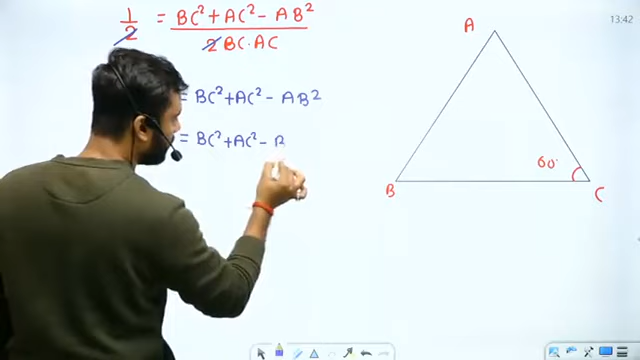 1/2 = BC²+AC²-AB² / 2BC·AC
= BC²+AC²-AB²
= BC²+AC²-
A
60°
B
C
13:42